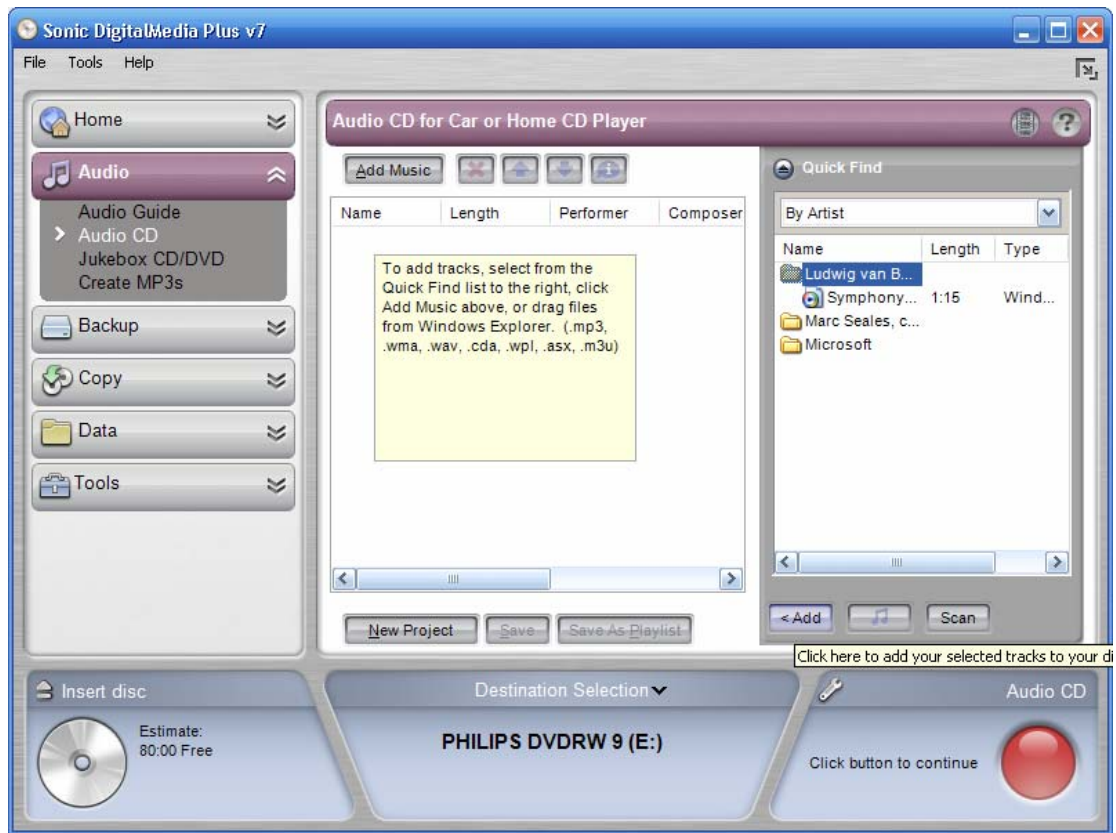 Sonic DigitalMedia Plus v7
File Tools Help
Home
Audio
Audio Guide
Audio CD
Jukebox CD/DVD
Create MP3s
Backup
Copy
Data
Tools
Audio CD for Car or Home CD Player
Add Music
Name Length Performer Composer
To add tracks, select from the
Quick Find list to the right, click
Add Music above, or drag files
from Windows Explorer. (.mp3,
.wma, .wav, .cda, .wpl, .asx, .m3u)
New Project Save Save As Playlist
Quick Find
By Artist
Name Length Type
Ludwig van B...
Symphony... 1:15 Wind...
Marc Seales, c...
Microsoft
< Add Scan
Click here to add your selected tracks to your di
Insert disc
Estimate:
80:00 Free
Destination Selection
PHILIPS DVDRW 9 (E:)
Audio CD
Click button to continue